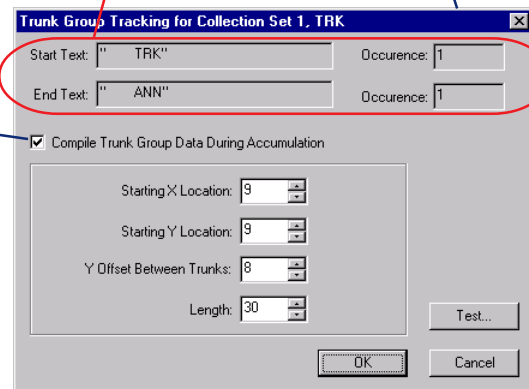 Trunk Group Tracking for Collection Set 1, TRK
Start Text: " TRK" Occurence: 1
End Text: " ANN" Occurence: 1
Compile Trunk Group Data During Accumulation
Starting X Location: 9
Starting Y Location: 9
Y Offset Between Trunks: 8
Length: 30
Test...
OK Cancel